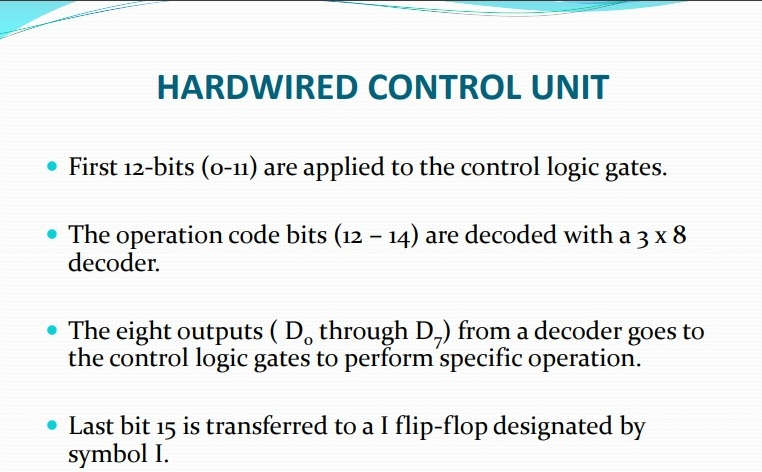 HARDWIRED CONTROL UNIT
• First 12-bits (0-11) are applied to the control logic gates.
• The operation code bits (12 – 14) are decoded with a 3 x 8
decoder.
• The eight outputs ( D₀ through D₇) from a decoder goes to
the control logic gates to perform specific operation.
• Last bit 15 is transferred to a I flip-flop designated by
symbol I.